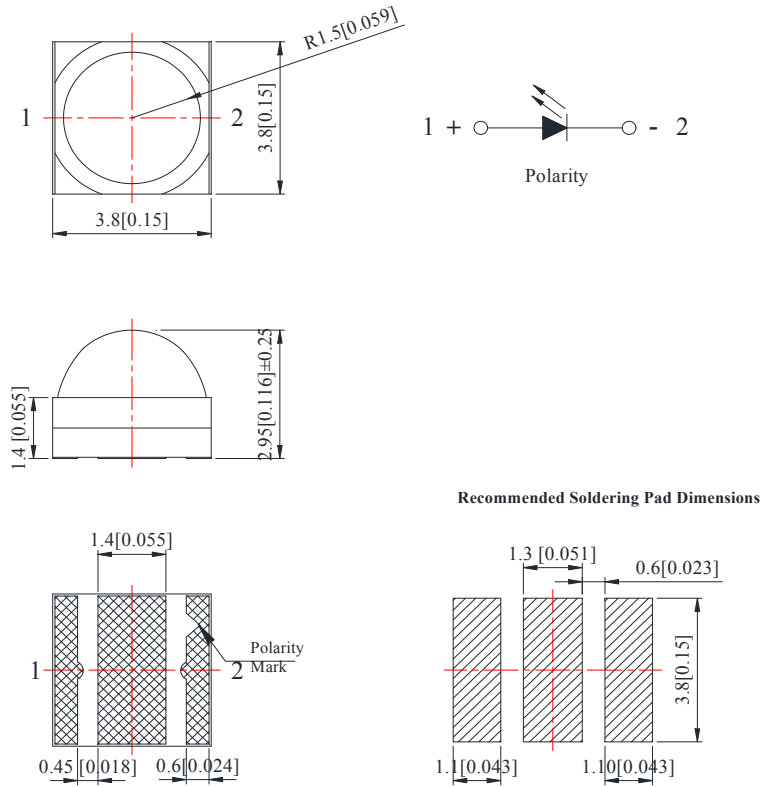 R1.5[0.059]
1
2
3.8[0.15]
3.8[0.15]
1 + - 2
Polarity
1.4 [0.055]
2.95[0.116]±0.25
Recommended Soldering Pad Dimensions
1.4[0.055]
1
2
Polarity
Mark
0.45 [0.018]
0.6[0.024]
1.3 [0.051]
0.6[0.023]
3.8[0.15]
1.1[0.043]
1.10[0.043]